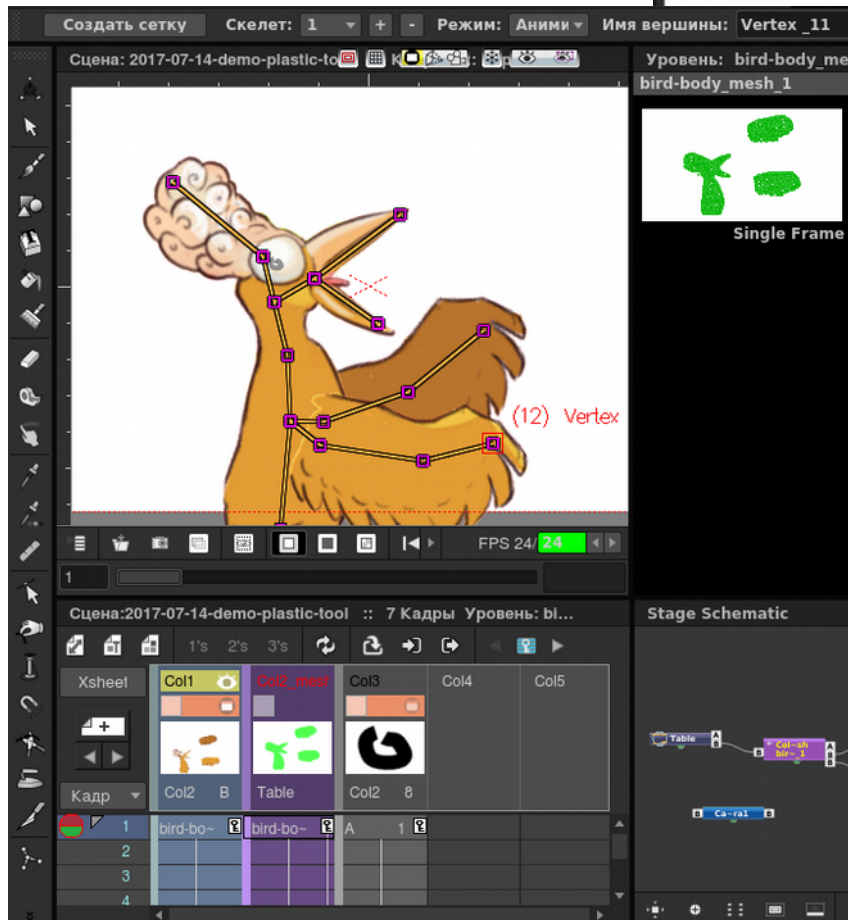 Создать сетку Скелет: 1 + - Режим: Аними Имя вершины: Vertex _11
Сцена: 2017-07-14-demo-plastic-to
Уровень: bird-body_me
bird-body_mesh_1
Single Frame
(12) Vertex
FPS 24/ 24
1
Сцена:2017-07-14-demo-plastic-tool :: 7 Кадры Уровень: bi...
Stage Schematic
1's 2's 3's
Xsheet Col1 Col2_mest Col3 Col4 Col5
Кадр Col2 B Table Col2 8
1 bird-bo~ bird-bo~ A 1
2
3
4
Table A B B Col~sh A
bir~ 1 B
B Ca~ra1 B